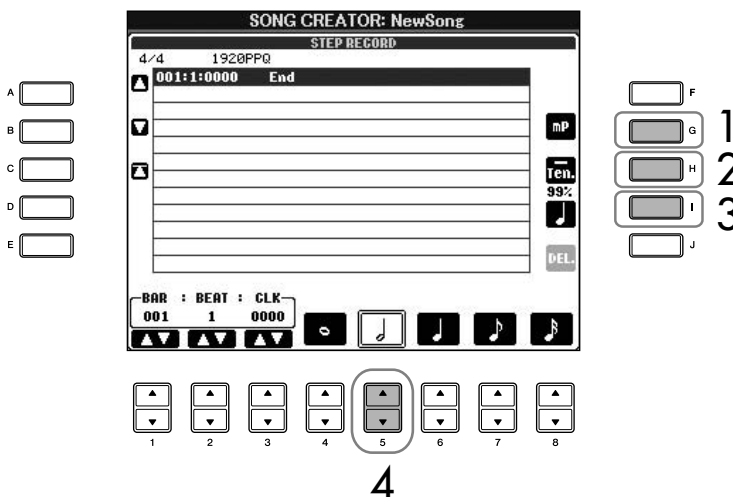 SONG CREATOR: NewSong
STEP RECORD
4/4 1920PPQ
001:1:0000 End
A
B
C
D
E
mP
Ten.
99%
DEL.
F
G 1
H 2
I 3
J
BAR : BEAT : CLK
001 1 0000
1 2 3 4 5 6 7 8
4